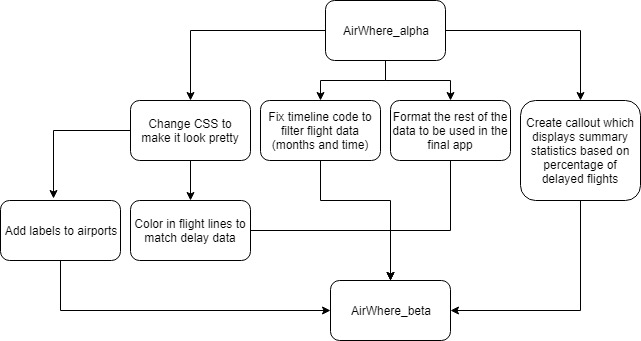 AirWhere_alpha
Change CSS to
make it look pretty
Fix timeline code to
filter flight data
(months and time)
Format the rest of the
data to be used in the
final app
Create callout which
displays summary
statistics based on
percentage of
delayed flights
Add labels to airports
Color in flight lines to
match delay data
AirWhere_beta